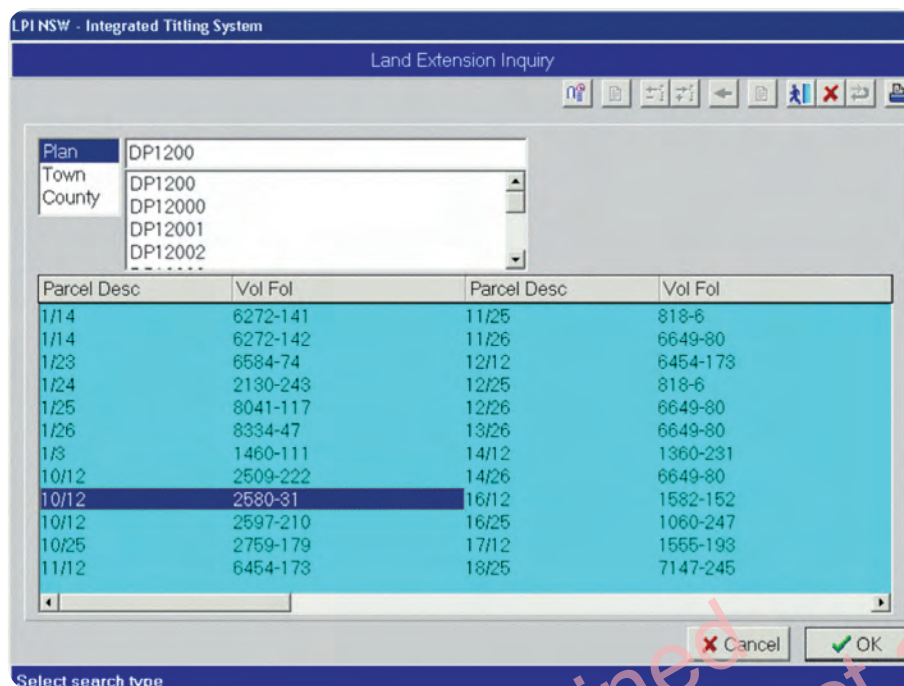 LPI NSW - Integrated Titling System
Land Extension Inquiry
Plan
Town
County
DP1200
DP1200
DP12000
DP12001
DP12002
Parcel Desc Vol Fol Parcel Desc Vol Fol
1/14 6272-141 11/25 818-6
1/14 6272-142 11/26 6649-80
1/23 6584-74 12/12 6454-173
1/24 2130-243 12/25 818-6
1/25 8041-117 12/26 6649-80
1/26 8334-47 13/26 6649-80
1/3 1460-111 14/12 1360-231
10/12 2509-222 14/26 6649-80
10/12 2580-31 16/12 1582-152
10/12 2597-210 16/25 1060-247
10/25 2759-179 17/12 1555-193
11/12 6454-173 18/25 7147-245
Cancel OK
Select search type